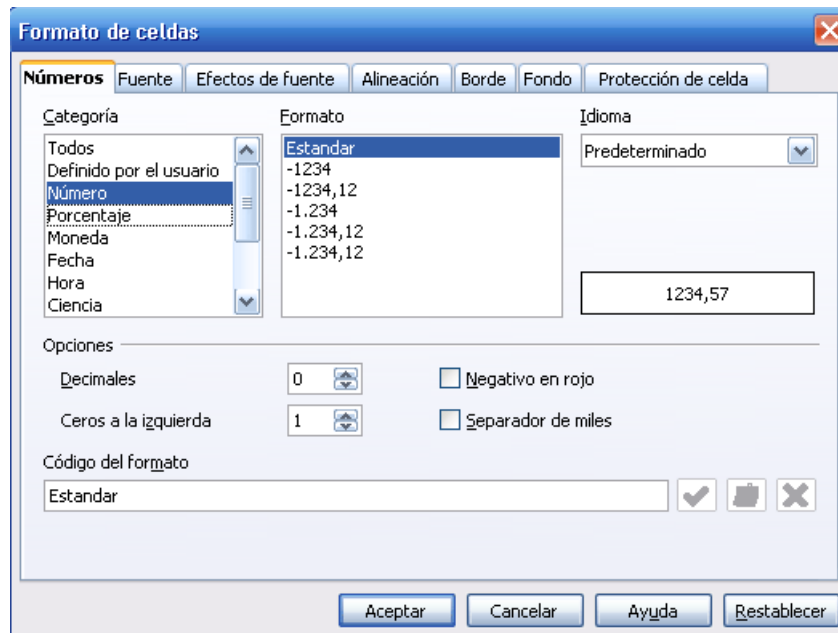 Formato de celdas
Números Fuente Efectos de fuente Alineación Borde Fondo Protección de celda
Categoría
Todos
Definido por el usuario
Número
Porcentaje
Moneda
Fecha
Hora
Ciencia
Formato
Estandar
-1234
-1234,12
-1.234
-1.234,12
-1.234,12
Idioma
Predeterminado
1234,57
Opciones
Decimales 0 Negativo en rojo
Ceros a la izquierda 1 Separador de miles
Código del formato
Estandar
Aceptar Cancelar Ayuda Restablecer